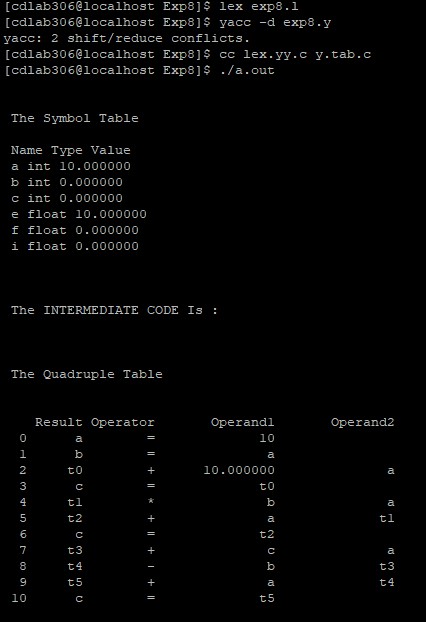 [cdlab306@localhost Exp8]$ lex exp8.l
[cdlab306@localhost Exp8]$ yacc -d exp8.y
yacc: 2 shift/reduce conflicts.
[cdlab306@localhost Exp8]$ cc lex.yy.c y.tab.c
[cdlab306@localhost Exp8]$ ./a.out
The Symbol Table
Name Type Value
a int 10.000000
b int 0.000000
c int 0.000000
e float 10.000000
f float 0.000000
i float 0.000000
The INTERMEDIATE CODE Is :
The Quadruple Table
Result Operator Operand1 Operand2
0 a = 10
1 b = a
2 t0 + 10.000000 a
3 c = t0
4 t1 * b a
5 t2 + a t1
6 c = t2
7 t3 + c a
8 t4 - b t3
9 t5 + a t4
10 c = t5